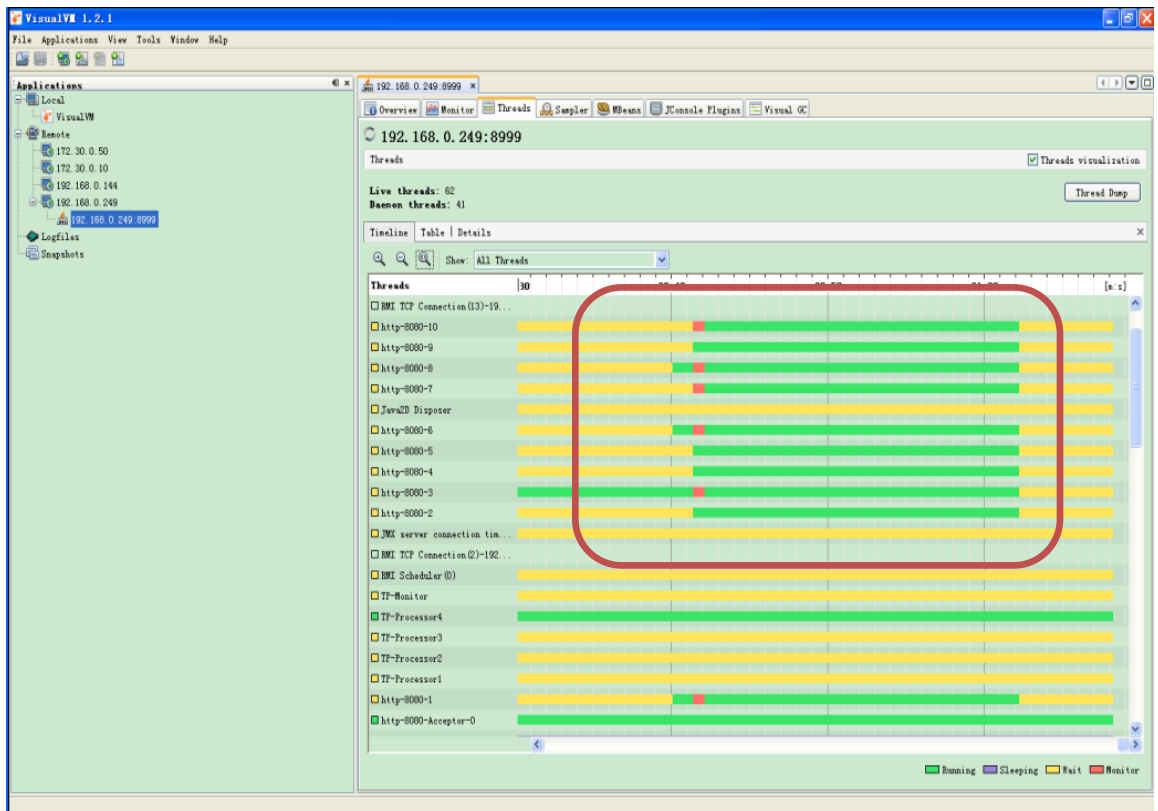 VisualVM 1.2.1
File Applications View Tools Window Help
Applications
Local
VisualVM
Remote
172.30.0.50
172.30.0.10
192.168.0.144
192.168.0.249
192.168.0.249:8999
Logfiles
Snapshots
192.168.0.249:8999
Overview Monitor Threads Sampler MBeans JConsole Plugins Visual GC
192.168.0.249:8999
Threads
Threads visualization
Live threads: 62
Daemon threads: 41
Thread Dump
Timeline Table Details
Show: All Threads
Threads 30 [m:s]
RMI TCP Connection(13)-19...
http-8080-10
http-8080-9
http-8080-8
http-8080-7
Java2D Disposer
http-8080-6
http-8080-5
http-8080-4
http-8080-3
http-8080-2
JMX server connection tim...
RMI TCP Connection(2)-192...
RMI Scheduler(0)
TP-Monitor
TP-Processor4
TP-Processor3
TP-Processor2
TP-Processor1
http-8080-1
http-8080-Acceptor-0
Running Sleeping Wait Monitor